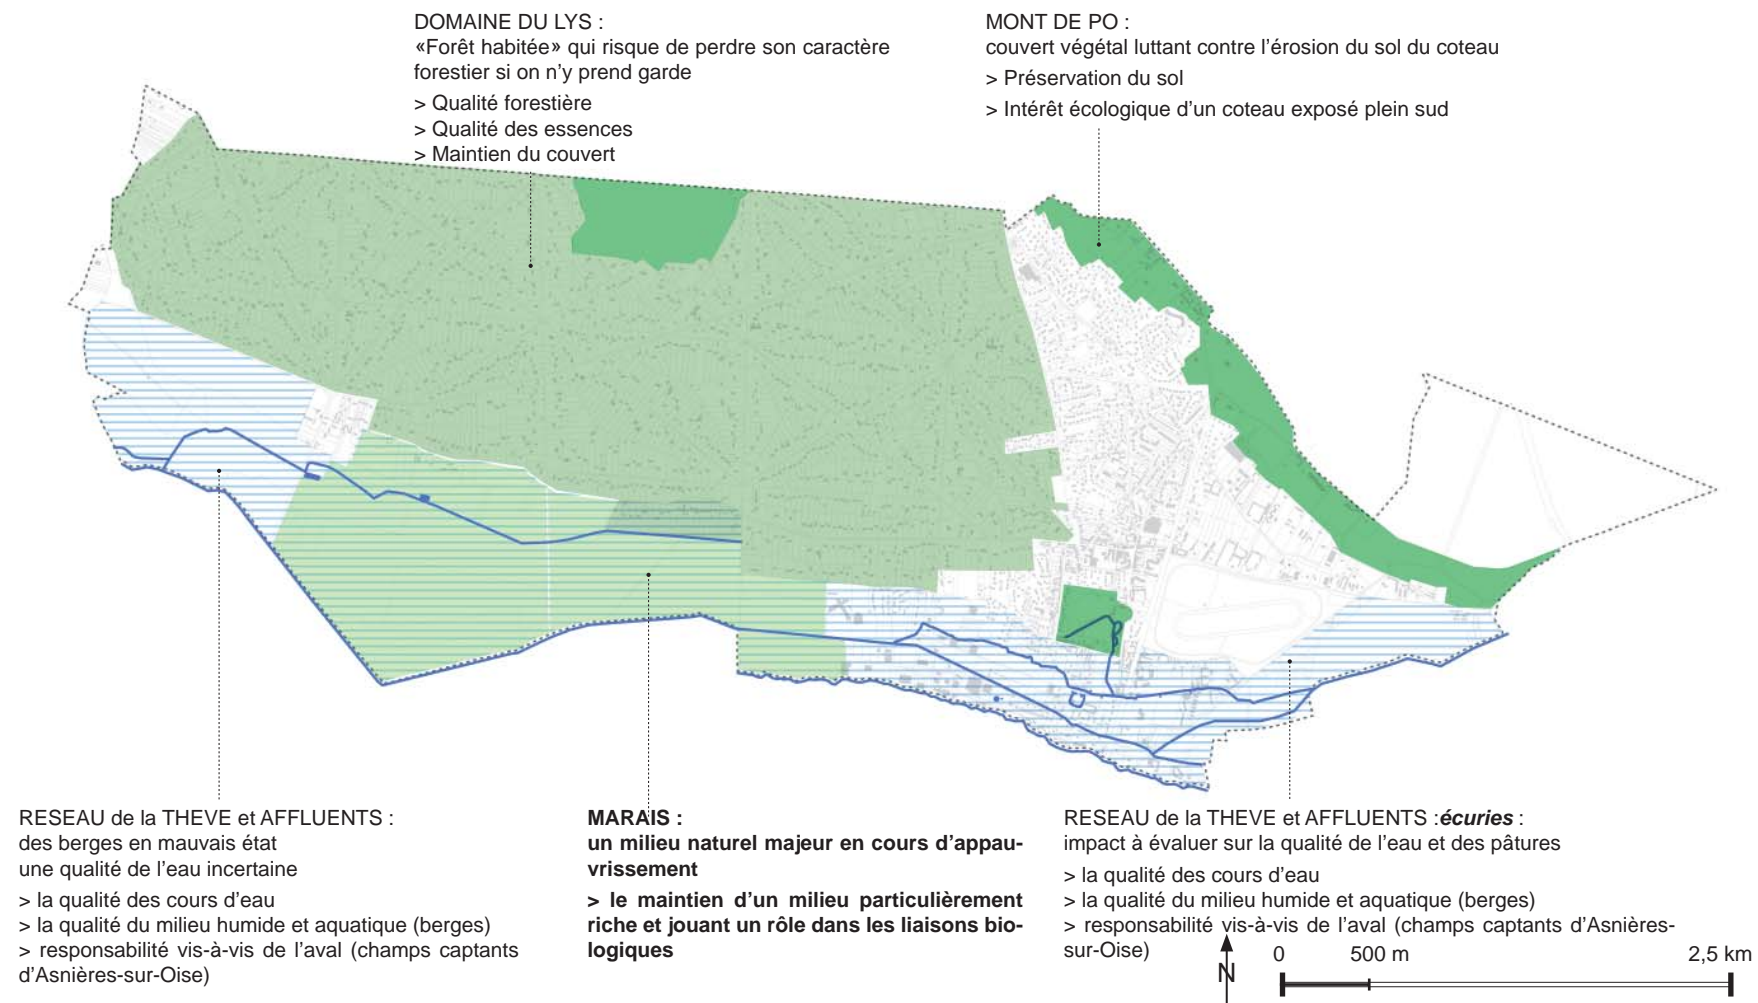 DOMAINE DU LYS :
«Forêt habitée» qui risque de perdre son caractère
forestier si on n'y prend garde
> Qualité forestière
> Qualité des essences
> Maintien du couvert
MONT DE PO :
couvert végétal luttant contre l'érosion du sol du coteau
> Préservation du sol
> Intérêt écologique d'un coteau exposé plein sud
RESEAU de la THEVE et AFFLUENTS :
des berges en mauvais état
une qualité de l'eau incertaine
> la qualité des cours d'eau
> la qualité du milieu humide et aquatique (berges)
> responsabilité vis-à-vis de l'aval (champs captants
d'Asnières-sur-Oise)
MARAIS :
un milieu naturel majeur en cours d'appau-
vrissement
> le maintien d'un milieu particulièrement
riche et jouant un rôle dans les liaisons bio-
logiques
RESEAU de la THEVE et AFFLUENTS :écuries :
impact à évaluer sur la qualité de l'eau et des pâtures
> la qualité des cours d'eau
> la qualité du milieu humide et aquatique (berges)
> responsabilité vis-à-vis de l'aval (champs captants d'Asnières-
sur-Oise)
N
0 500 m 2,5 km